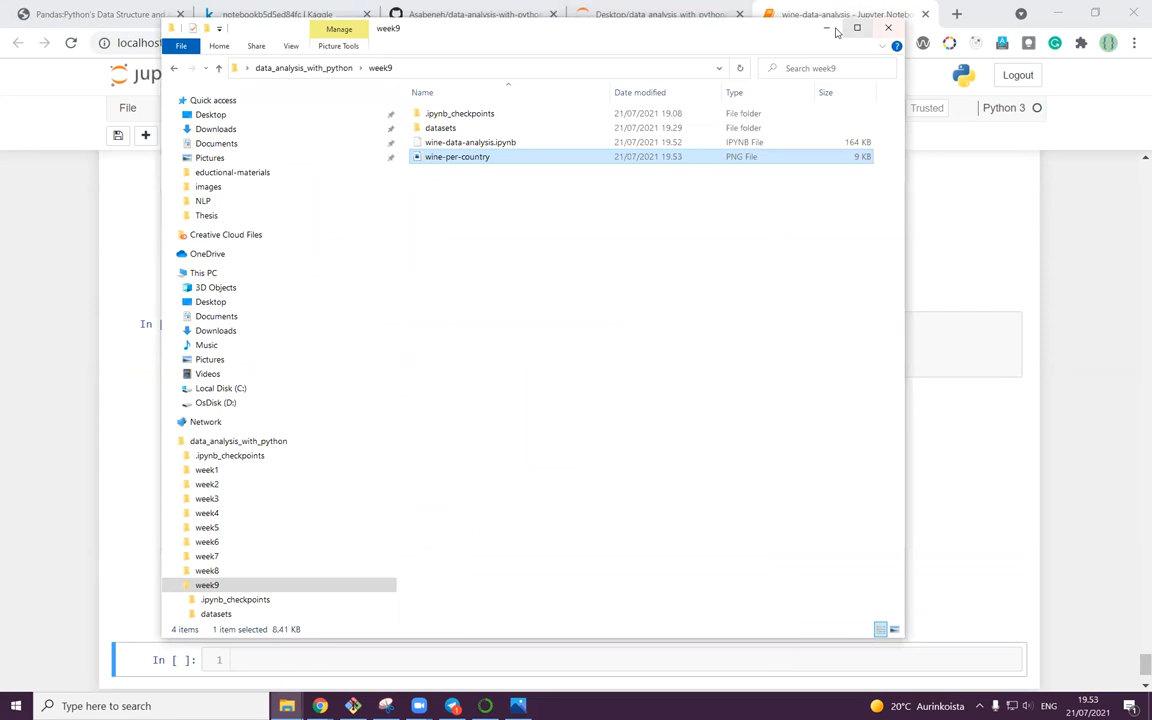 Pandas:Python's Data Structure and
notebookb5d5ed84fc | Kaggle
Asabeneh/data-analysis-with-pytho
Desktop/data_analysis_with_python
wine-data-analysis - Jupyter Notebo
localhos
week9
Manage
File Home Share View Picture Tools
data_analysis_with_python week9
Search week9
Logout
File
Trusted
Python 3
Name Date modified Type Size
.ipynb_checkpoints 21/07/2021 19.08 File folder
datasets 21/07/2021 19.29 File folder
wine-data-analysis.ipynb 21/07/2021 19.52 IPYNB File 164 KB
wine-per-country 21/07/2021 19.53 PNG File 9 KB
Quick access
Desktop
Downloads
Documents
Pictures
eductional-materials
images
NLP
Thesis
Creative Cloud Files
OneDrive
This PC
3D Objects
Desktop
Documents
Downloads
Music
Pictures
Videos
Local Disk (C:)
OsDisk (D:)
Network
data_analysis_with_python
.ipynb_checkpoints
week1
week2
week3
week4
week5
week6
week7
week8
week9
.ipynb_checkpoints
datasets
4 items 1 item selected 8.41 KB
In [
In [ ]: 1
Type here to search
20°C Aurinkoista
ENG
19.53
21/07/2021